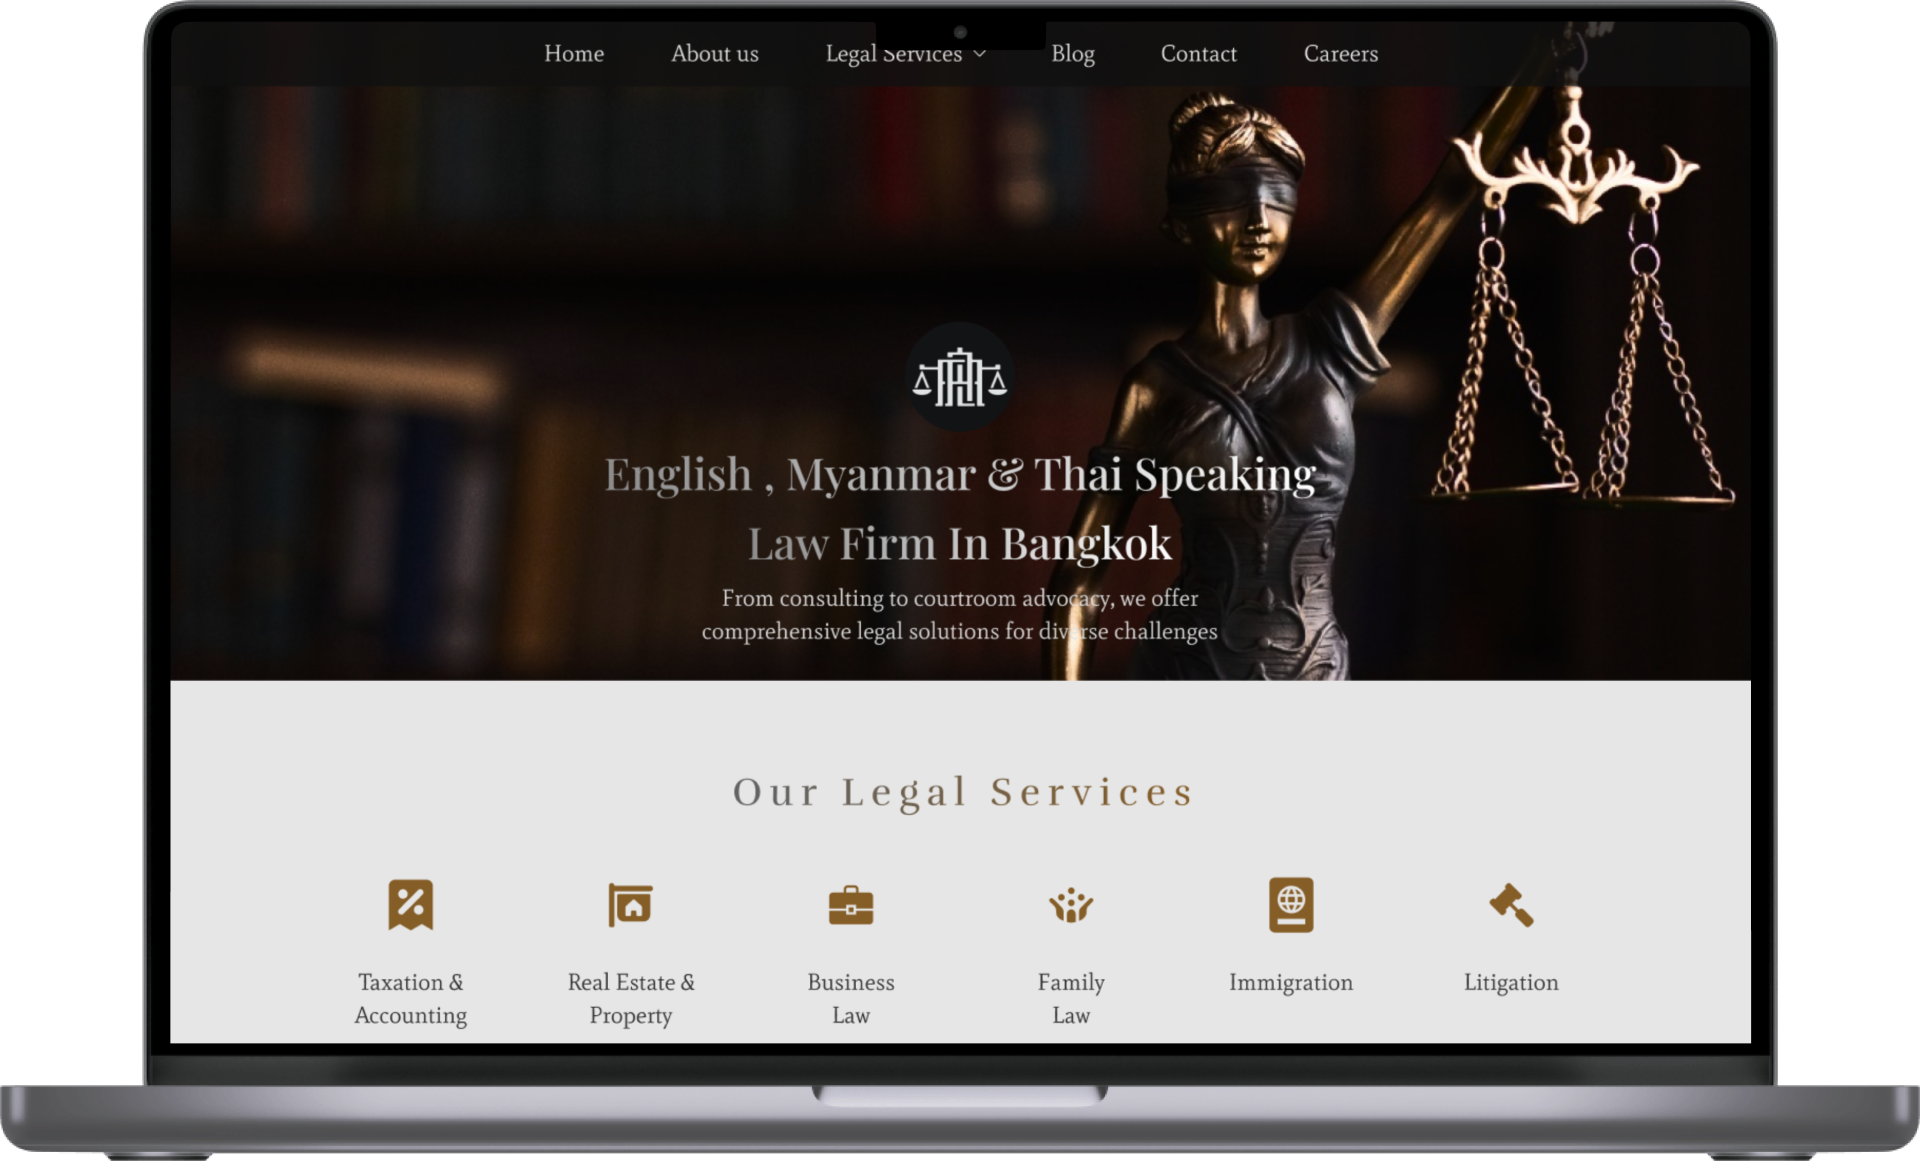 Home About us Legal Services Blog Contact Careers
English , Myanmar & Thai Speaking
Law Firm In Bangkok
From consulting to courtroom advocacy, we offer
comprehensive legal solutions for diverse challenges
Our Legal Services
Taxation &
Accounting
Real Estate &
Property
Business
Law
Family
Law
Immigration
Litigation